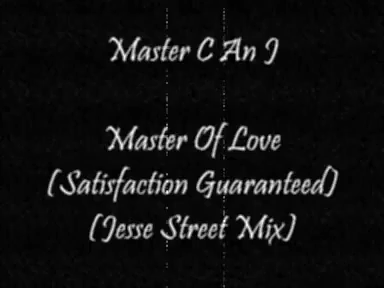 Master C An J
Master Of Love
(Satisfaction Guaranteed)
(Jesse Street Mix)